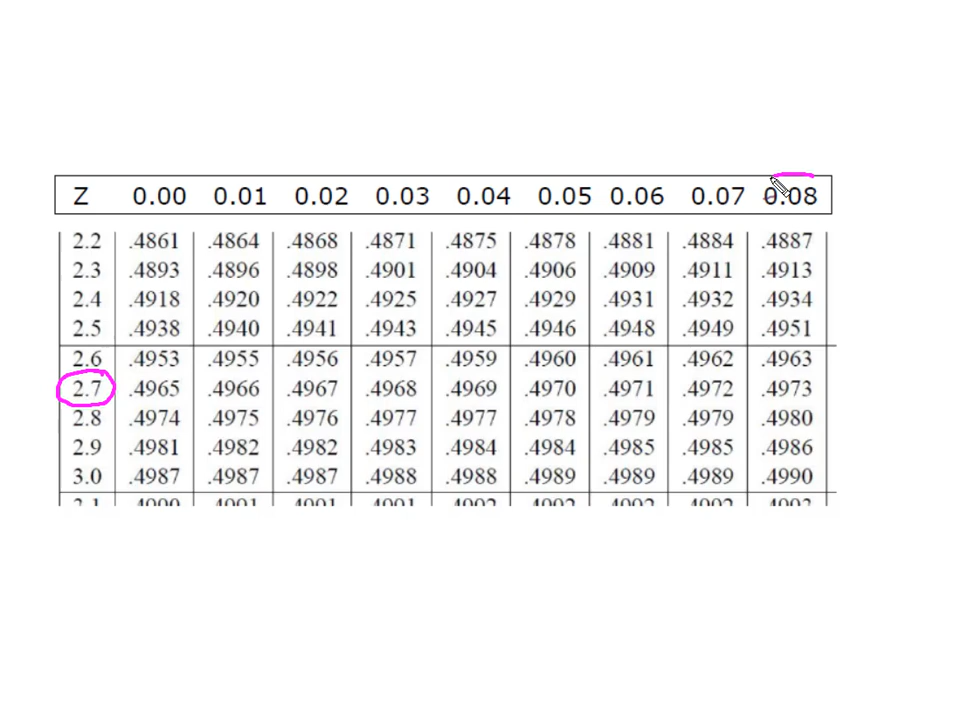 Z 0.00 0.01 0.02 0.03 0.04 0.05 0.06 0.07 0.08
2.2 .4861 .4864 .4868 .4871 .4875 .4878 .4881 .4884 .4887
2.3 .4893 .4896 .4898 .4901 .4904 .4906 .4909 .4911 .4913
2.4 .4918 .4920 .4922 .4925 .4927 .4929 .4931 .4932 .4934
2.5 .4938 .4940 .4941 .4943 .4945 .4946 .4948 .4949 .4951
2.6 .4953 .4955 .4956 .4957 .4959 .4960 .4961 .4962 .4963
2.7 .4965 .4966 .4967 .4968 .4969 .4970 .4971 .4972 .4973
2.8 .4974 .4975 .4976 .4977 .4977 .4978 .4979 .4979 .4980
2.9 .4981 .4982 .4982 .4983 .4984 .4984 .4985 .4985 .4986
3.0 .4987 .4987 .4987 .4988 .4988 .4989 .4989 .4989 .4990